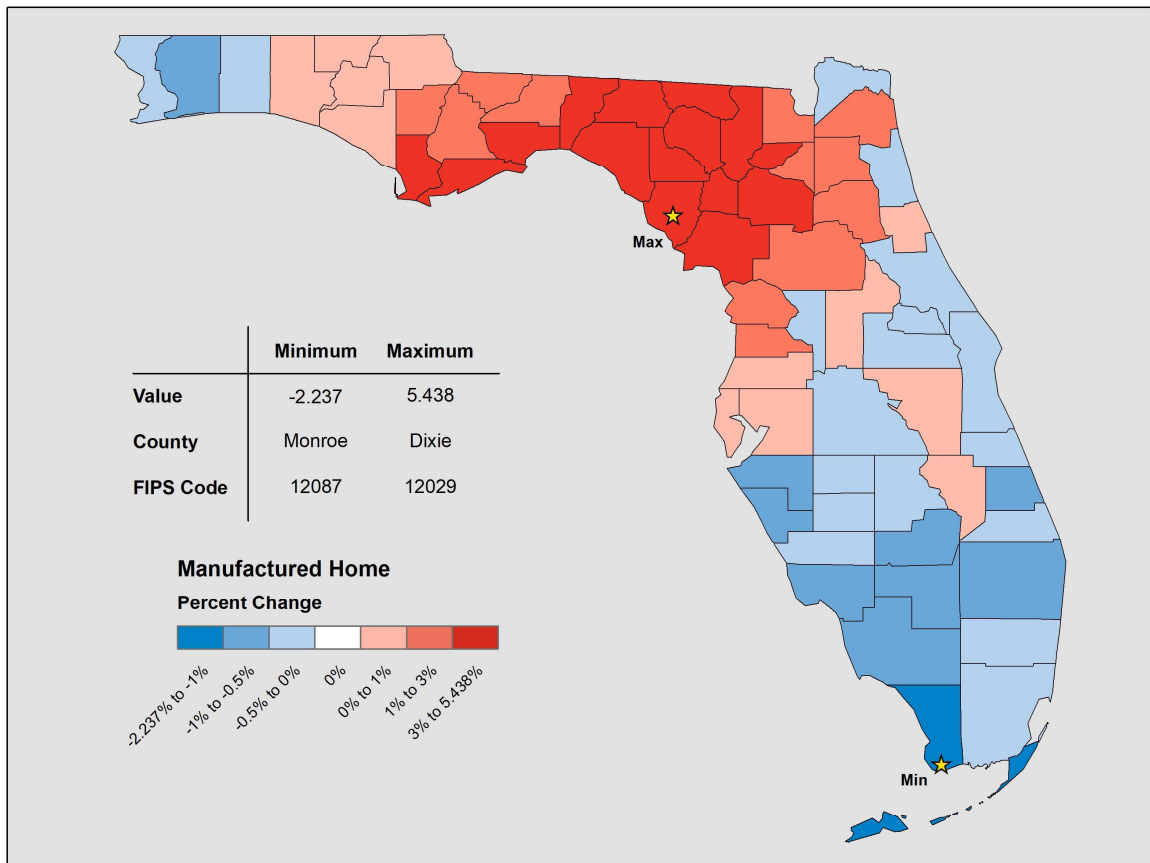 Max
Minimum Maximum
Value -2.237 5.438
County Monroe Dixie
FIPS Code 12087 12029
Manufactured Home
Percent Change
-2.237% to -1%
-1% to -0.5%
-0.5% to 0%
0%
0% to 1%
1% to 3%
3% to 5.438%
Min